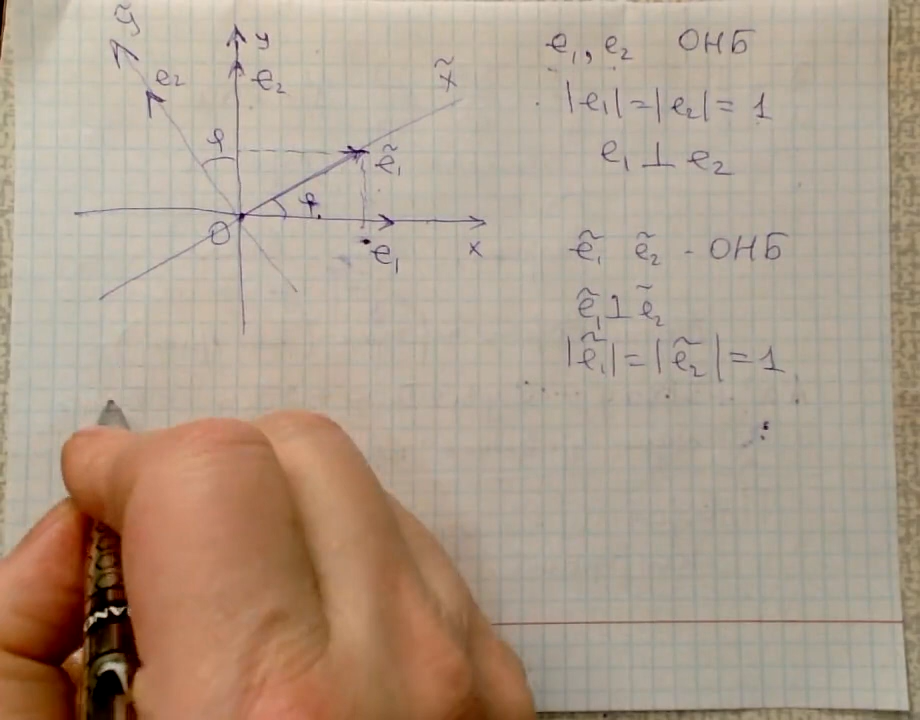 ỹ
y
e₂
e₂
x̃
φ
ẽ₁
φ
O
e₁
x
e₁, e₂ ОНБ
|e₁| = |e₂| = 1
e₁ ⊥ e₂
ẽ₁ ẽ₂ - ОНБ
ẽ₁ ⊥ ẽ₂
|ẽ₁| = |ẽ₂| = 1